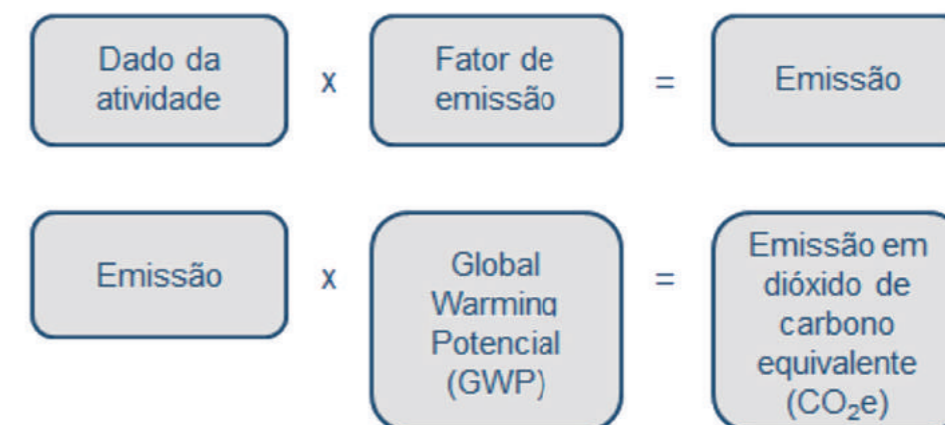 Dado da
atividade
x
Fator de
emissão
=
Emissão
Emissão
x
Global
Warming
Potencial
(GWP)
=
Emissão em
dióxido de
carbono
equivalente
(CO₂e)